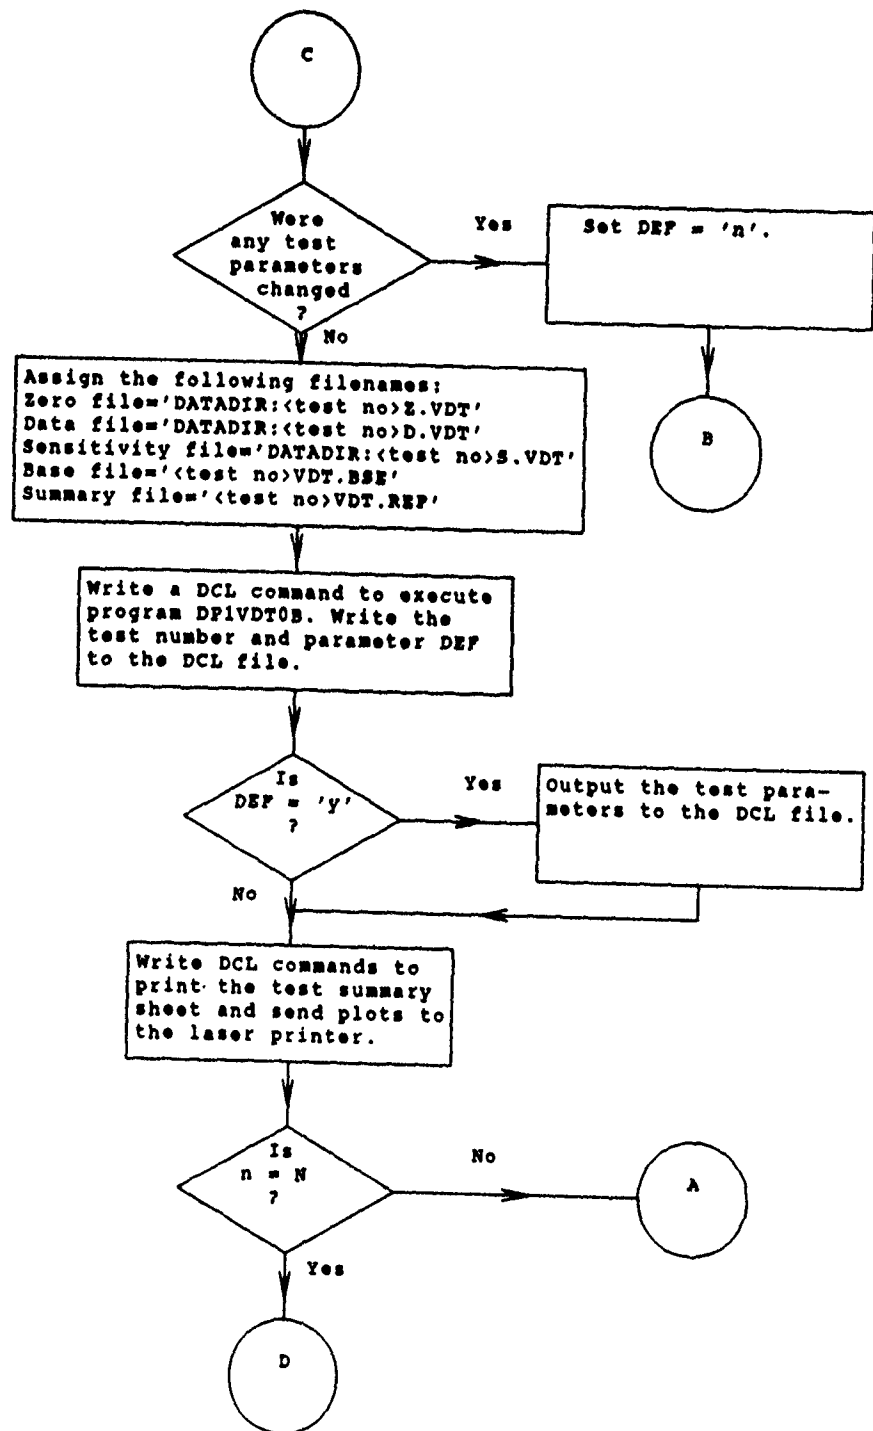 C
Were
any test
parameters
changed
?
Yes
Set DEF = 'n'.
No
B
Assign the following filenames:
Zero file='DATADIR:<test no>Z.VDT'
Data file='DATADIR:<test no>D.VDT'
Sensitivity file='DATADIR:<test no>S.VDT'
Base file='<test no>VDT.BSE'
Summary file='<test no>VDT.REP'
Write a DCL command to execute
program DP1VDT0B. Write the
test number and parameter DEF
to the DCL file.
Is
DEF = 'y'
?
Yes
Output the test para-
meters to the DCL file.
No
Write DCL commands to
print the test summary
sheet and send plots to
the laser printer.
Is
n = N
?
No
A
Yes
D